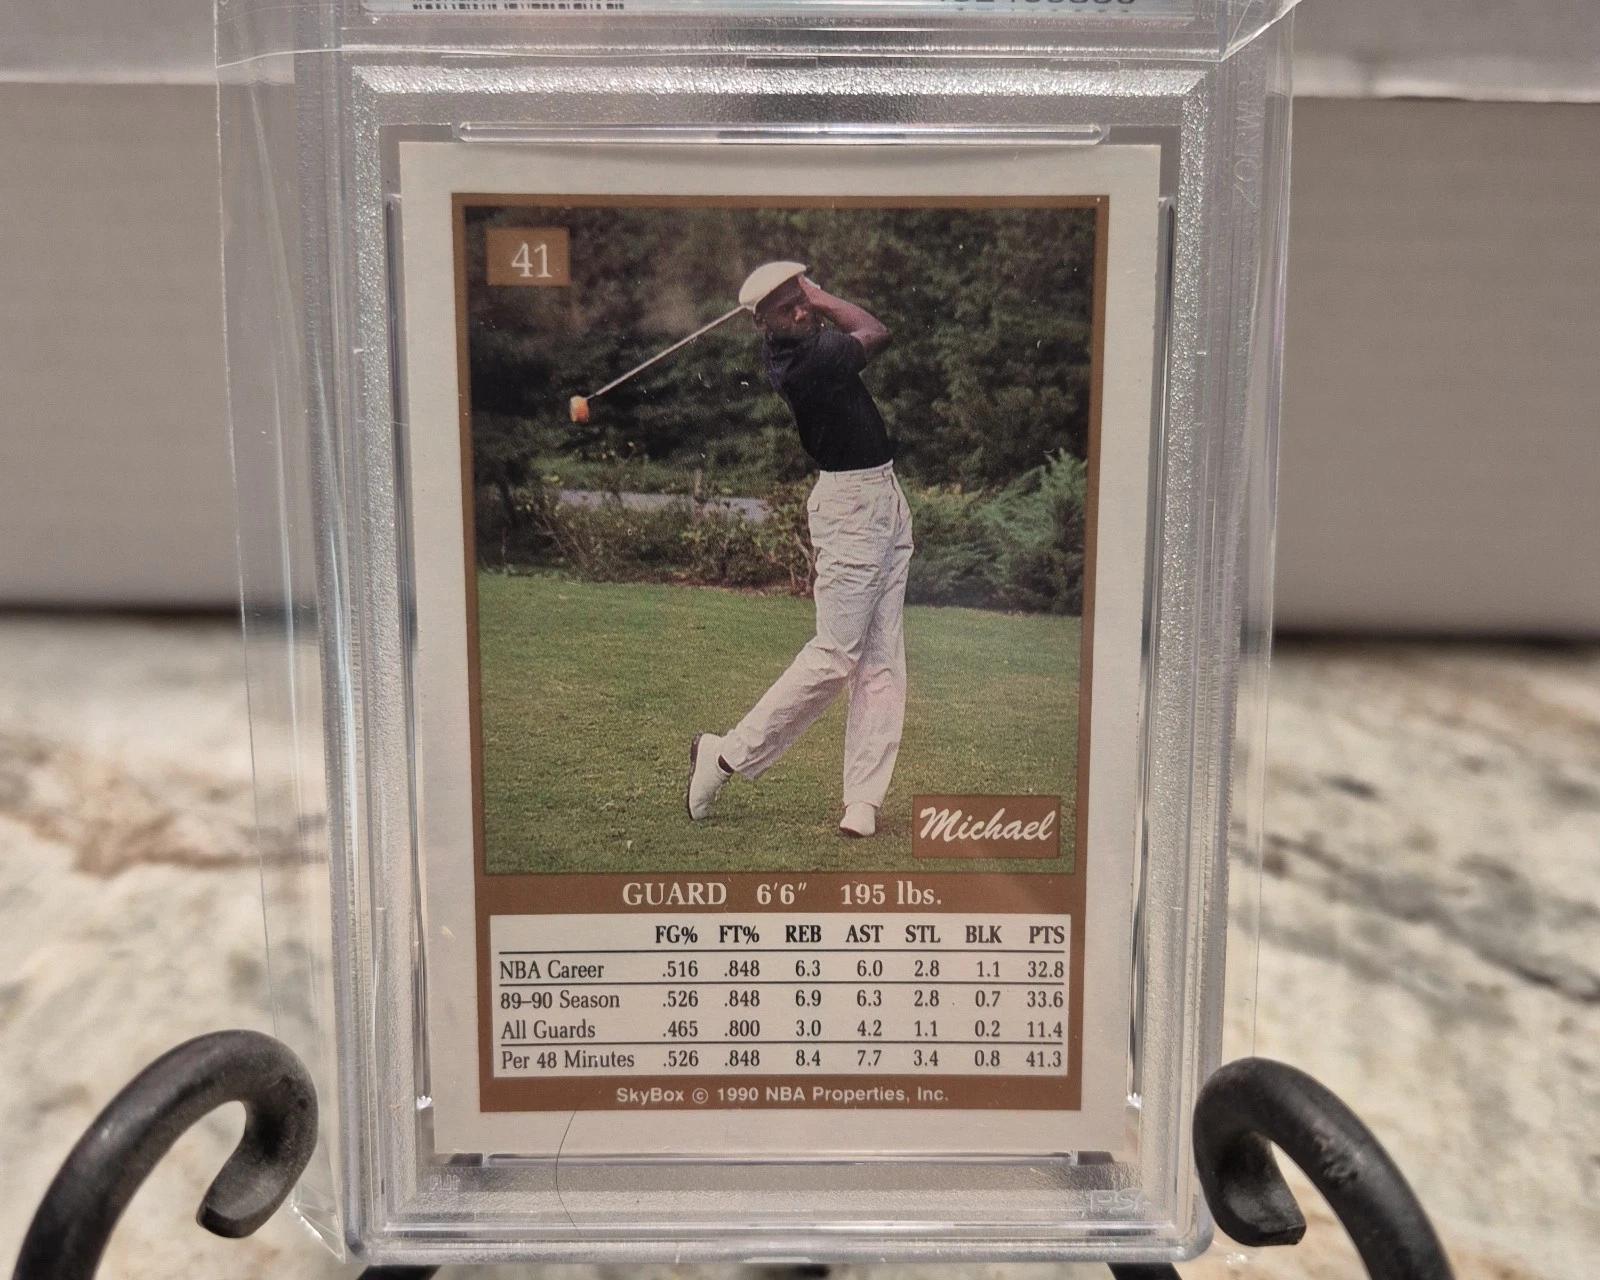 41
Michael
GUARD 6'6" 195 lbs.
FG% FT% REB AST STL BLK PTS
NBA Career .516 .848 6.3 6.0 2.8 1.1 32.8
89–90 Season .526 .848 6.9 6.3 2.8 0.7 33.6
All Guards .465 .800 3.0 4.2 1.1 0.2 11.4
Per 48 Minutes .526 .848 8.4 7.7 3.4 0.8 41.3
SkyBox © 1990 NBA Properties, Inc.
PSA